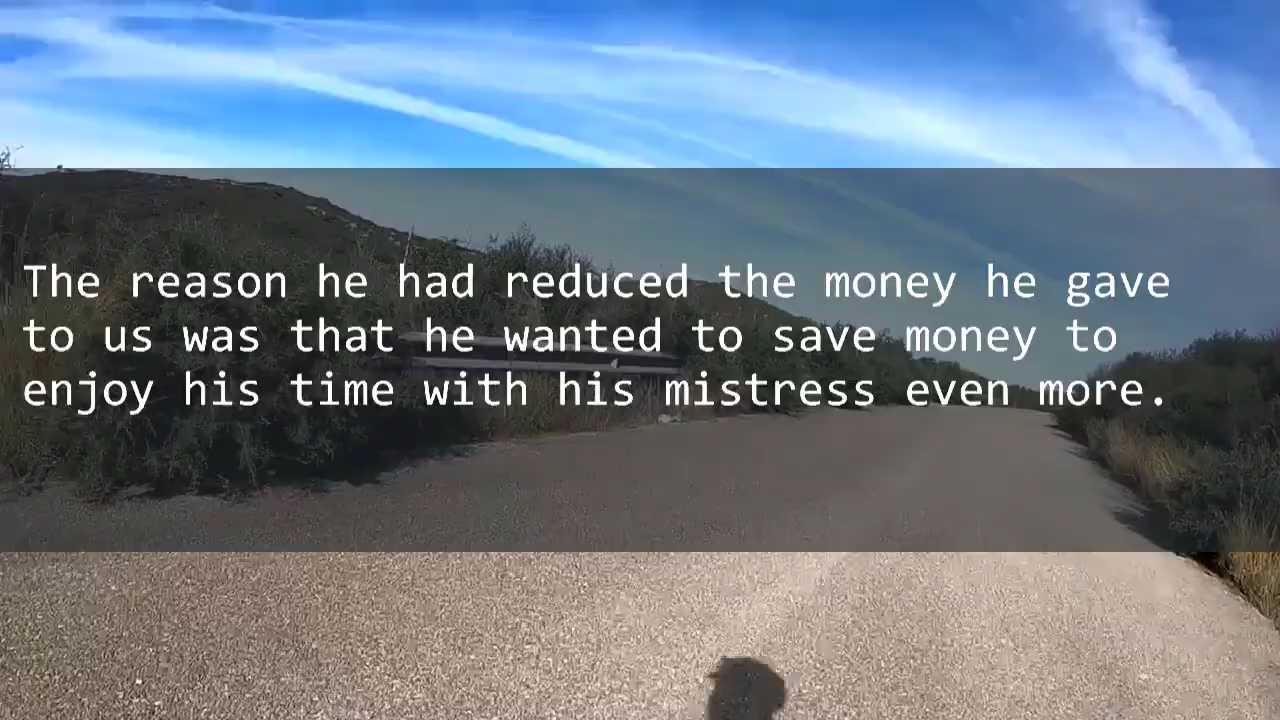 The reason he had reduced the money he gave
to us was that he wanted to save money to
enjoy his time with his mistress even more.